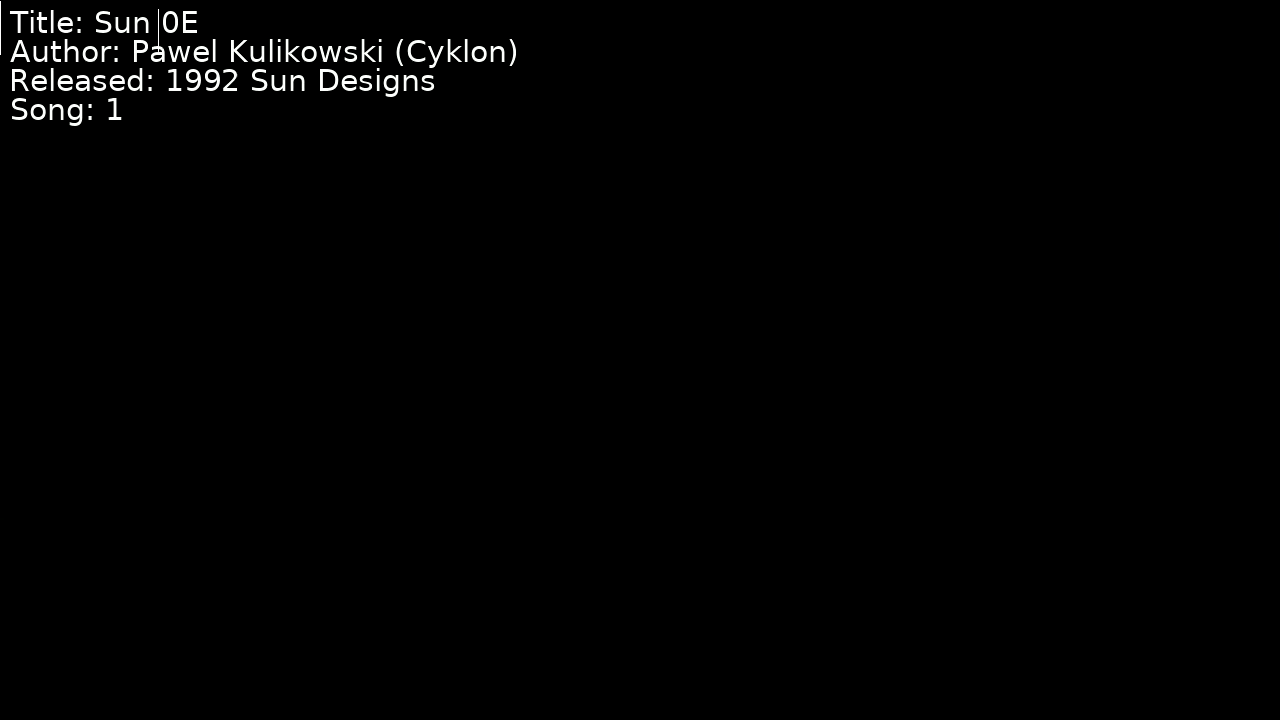 Title: Sun 0E
Author: Pawel Kulikowski (Cyklon)
Released: 1992 Sun Designs
Song: 1